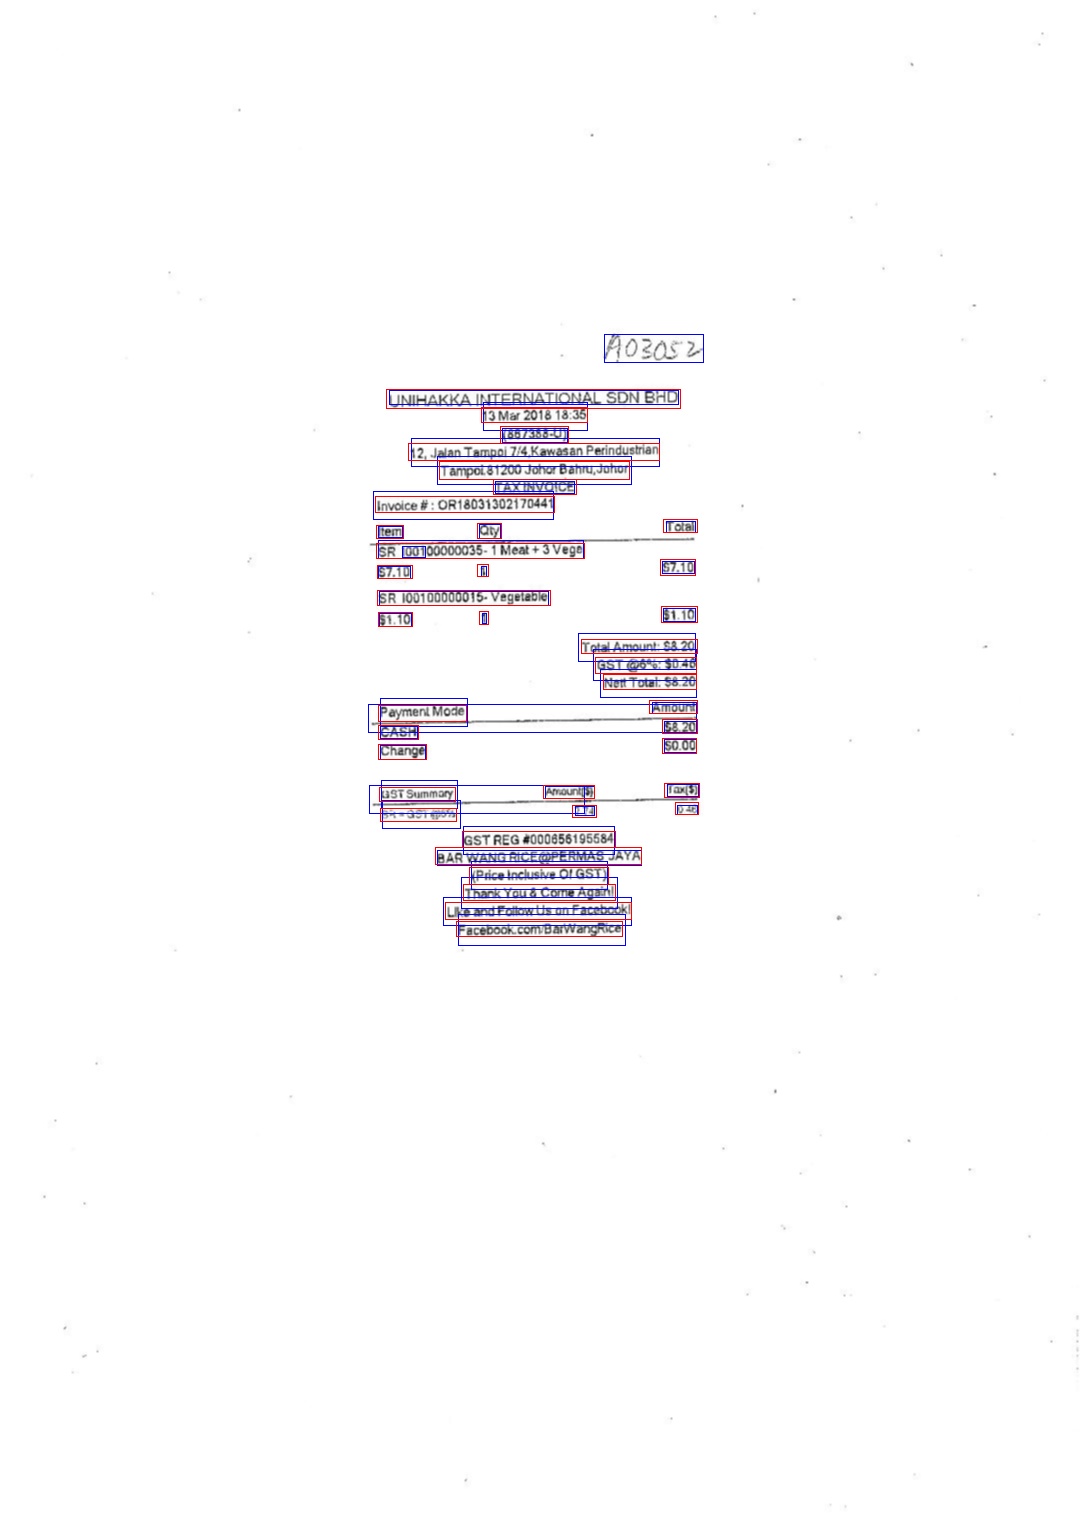 A03052
UNIHAKKA INTERNATIONAL SDN BHD
13 Mar 2018 18:35
(867388-U)
12, Jalan Tampoi 7/4,Kawasan Perindustrian
Tampoi.81200 Johor Bahru,Johor
TAX INVOICE
Invoice # : OR18031302170441
Item Qty Total
SR I00100000035- 1 Meat + 3 Vege
$7.10 1 $7.10
SR I00100000015- Vegetable
$1.10 1 $1.10
Total Amount: $8.20
GST @6%: $0.46
Nett Total: $8.20
Payment Mode Amount
CASH $8.20
Change $0.00
GST Summary Amount($) Tax($)
SR = GST @6% 7.74 0.46
GST REG #000656195584
BAR WANG RICE@PERMAS JAYA
(Price Inclusive Of GST)
Thank You & Come Again!
Like and Follow Us on Facebook!
Facebook.com/BarWangRice